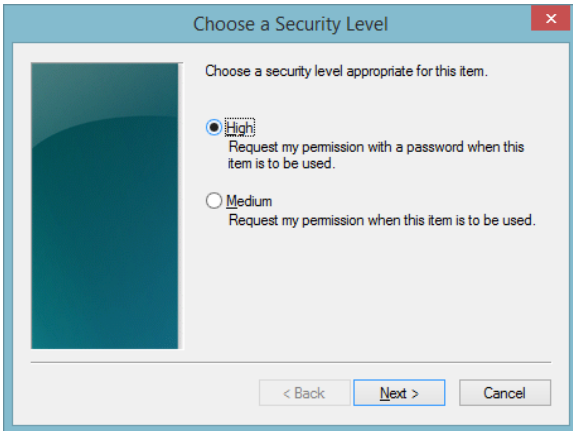 Choose a Security Level
Choose a security level appropriate for this item.
High
Request my permission with a password when this
item is to be used.
Medium
Request my permission when this item is to be used.
< Back
Next >
Cancel